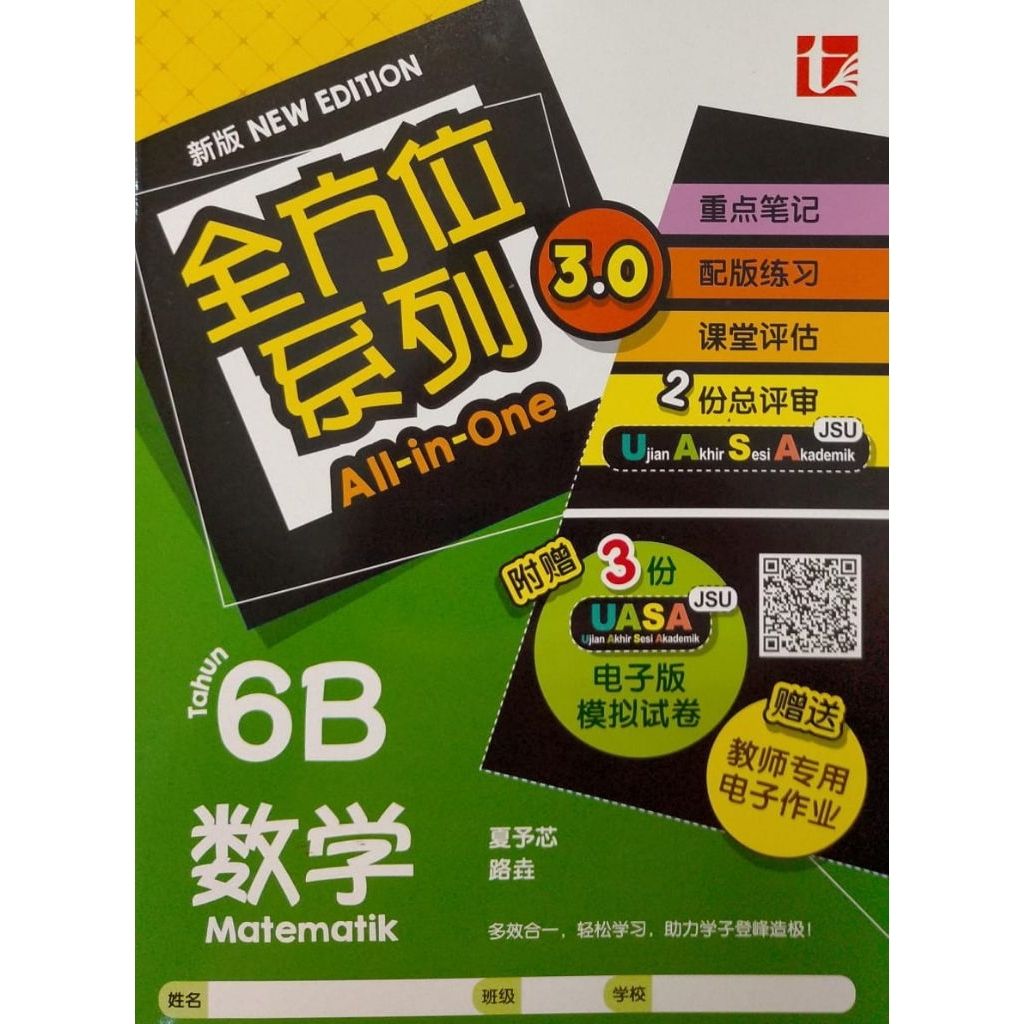 新版 NEW EDITION
全方位
系列
3.0
All-in-One
重点笔记
配版练习
课堂评估
2份总评审
JSU
Ujian Akhir Sesi Akademik
附赠
3份
UASA JSU
Ujian Akhir Sesi Akademik
电子版
模拟试卷
赠送
教师专用
电子作业
Tahun
6B
数学
Matematik
夏予芯
路垚
多效合一，轻松学习，助力学子登峰造极！
姓名 班级 学校